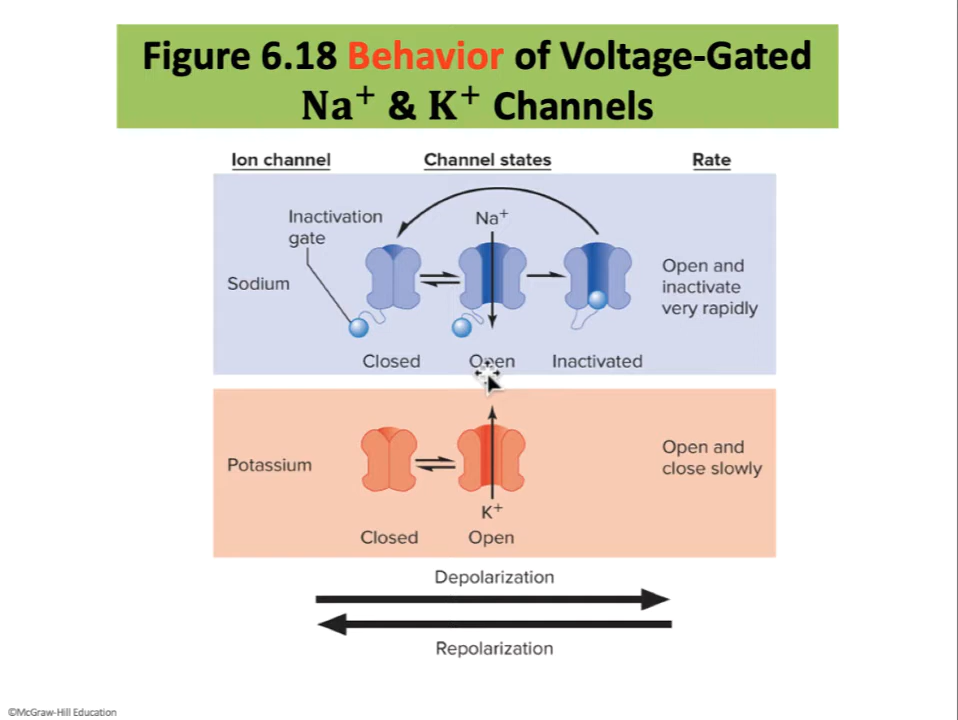 Figure 6.18 Behavior of Voltage-Gated
Na⁺ & K⁺ Channels
Ion channel
Channel states
Rate
Inactivation
gate
Na⁺
Sodium
Open and
inactivate
very rapidly
Closed
Open
Inactivated
Potassium
Open and
close slowly
K⁺
Closed
Open
Depolarization
Repolarization
©McGraw-Hill Education